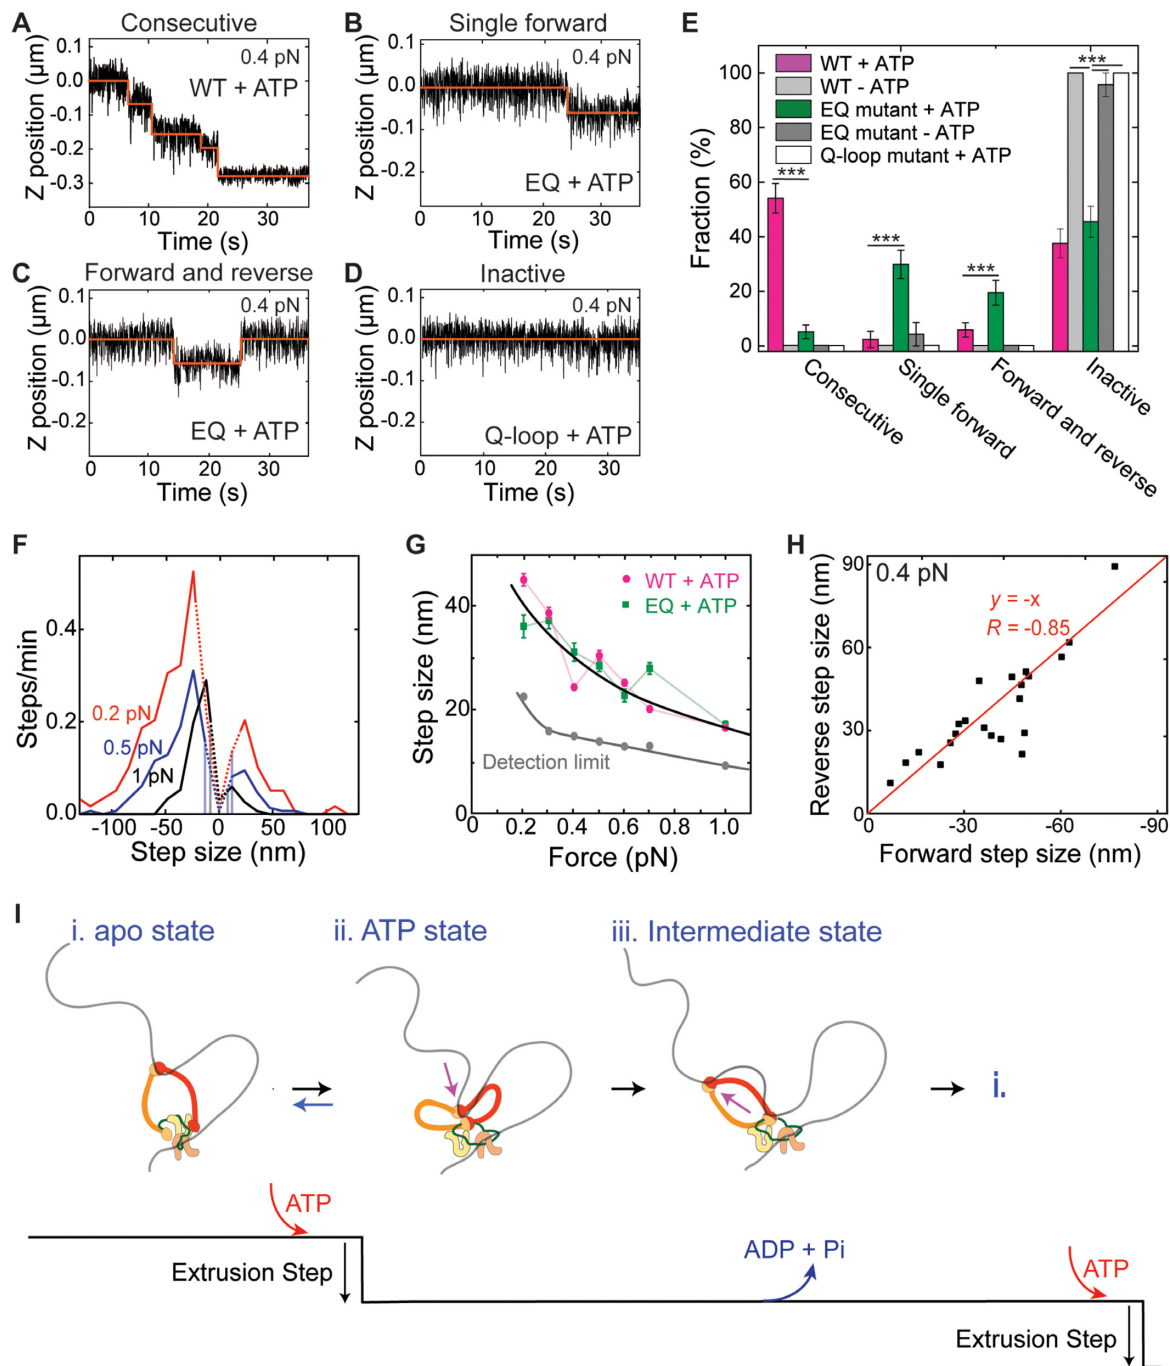 A
Consecutive
0.4 pN
WT + ATP
Z position (µm)
0.1
0.0
-0.1
-0.2
-0.3
0
10
20
30
Time (s)
B
Single forward
0.4 pN
EQ + ATP
Z position (µm)
0.1
0.0
-0.1
-0.2
0
10
20
30
Time (s)
C
Forward and reverse
0.4 pN
EQ + ATP
Z position (µm)
0.1
0.0
-0.1
-0.2
0
10
20
30
Time (s)
D
Inactive
0.4 pN
Q-loop + ATP
Z position (µm)
0.1
0.0
-0.1
-0.2
0
10
20
30
Time (s)
E
WT + ATP
WT - ATP
EQ mutant + ATP
EQ mutant - ATP
Q-loop mutant + ATP
***
***
***
***
Fraction (%)
100
80
60
40
20
0
Consecutive
Single forward
Forward and reverse
Inactive
F
Steps/min
0.4
0.2
0.0
0.2 pN
0.5 pN
1 pN
-100
-50
0
50
100
Step size (nm)
G
WT + ATP
EQ + ATP
Detection limit
Step size (nm)
40
20
0
0
0.2
0.4
0.6
0.8
1.0
Force (pN)
H
0.4 pN
y = -x
R = -0.85
Reverse step size (nm)
90
60
30
0
0
-30
-60
-90
Forward step size (nm)
I
i. apo state
ii. ATP state
iii. Intermediate state
i.
ATP
Extrusion Step
ADP + Pi
ATP
Extrusion Step